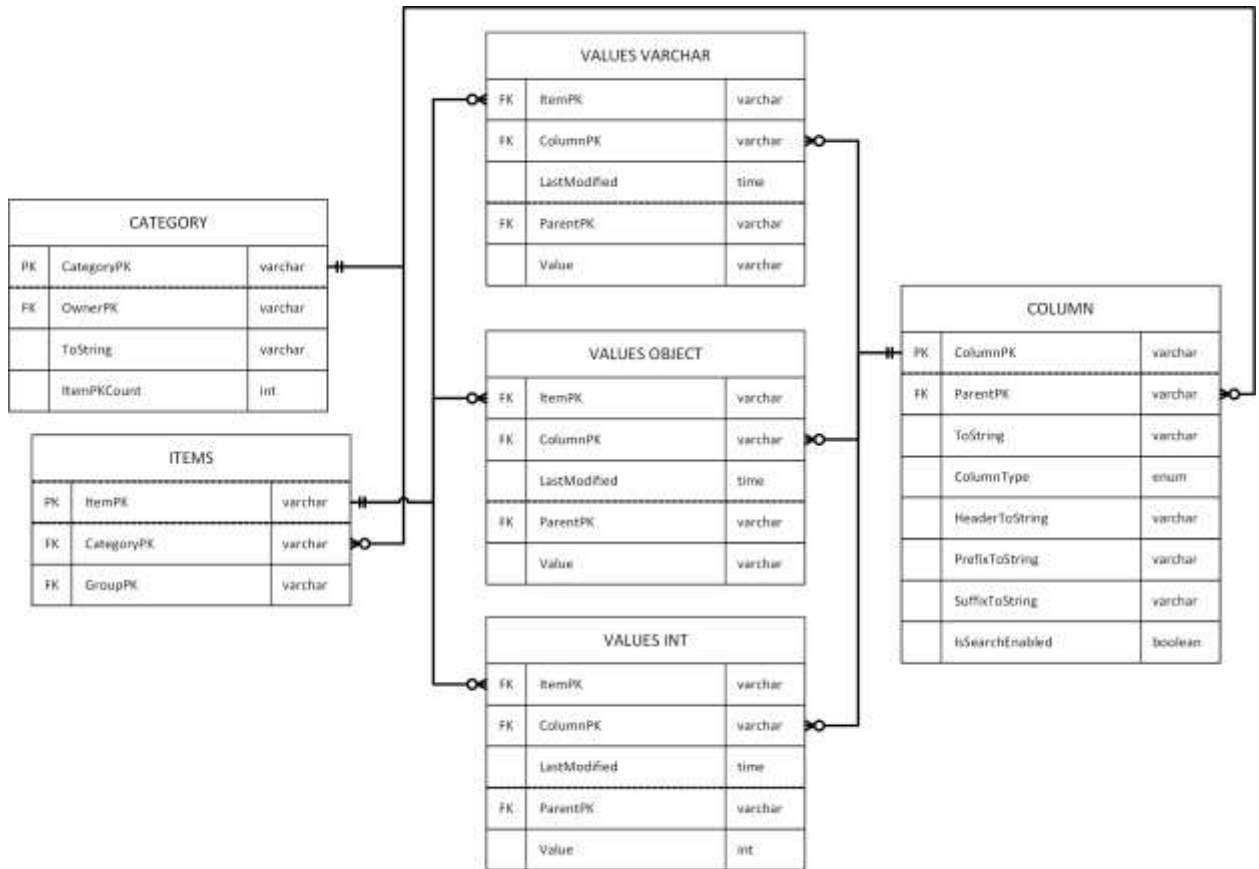 VALUES VARCHAR
FK ItemPK varchar
FK ColumnPK varchar
LastModified time
FK ParentPK varchar
Value varchar
CATEGORY
PK CategoryPK varchar
FK OwnerPK varchar
ToString varchar
ItemPKCount int
ITEMS
PK ItemPK varchar
FK CategoryPK varchar
FK GroupPK varchar
VALUES OBJECT
FK ItemPK varchar
FK ColumnPK varchar
LastModified time
FK ParentPK varchar
Value varchar
VALUES INT
FK ItemPK varchar
FK ColumnPK varchar
LastModified time
FK ParentPK varchar
Value int
COLUMN
PK ColumnPK varchar
FK ParentPK varchar
ToString varchar
ColumnType enum
HeaderToString varchar
PrefixToString varchar
SuffixToString varchar
IsSearchEnabled boolean